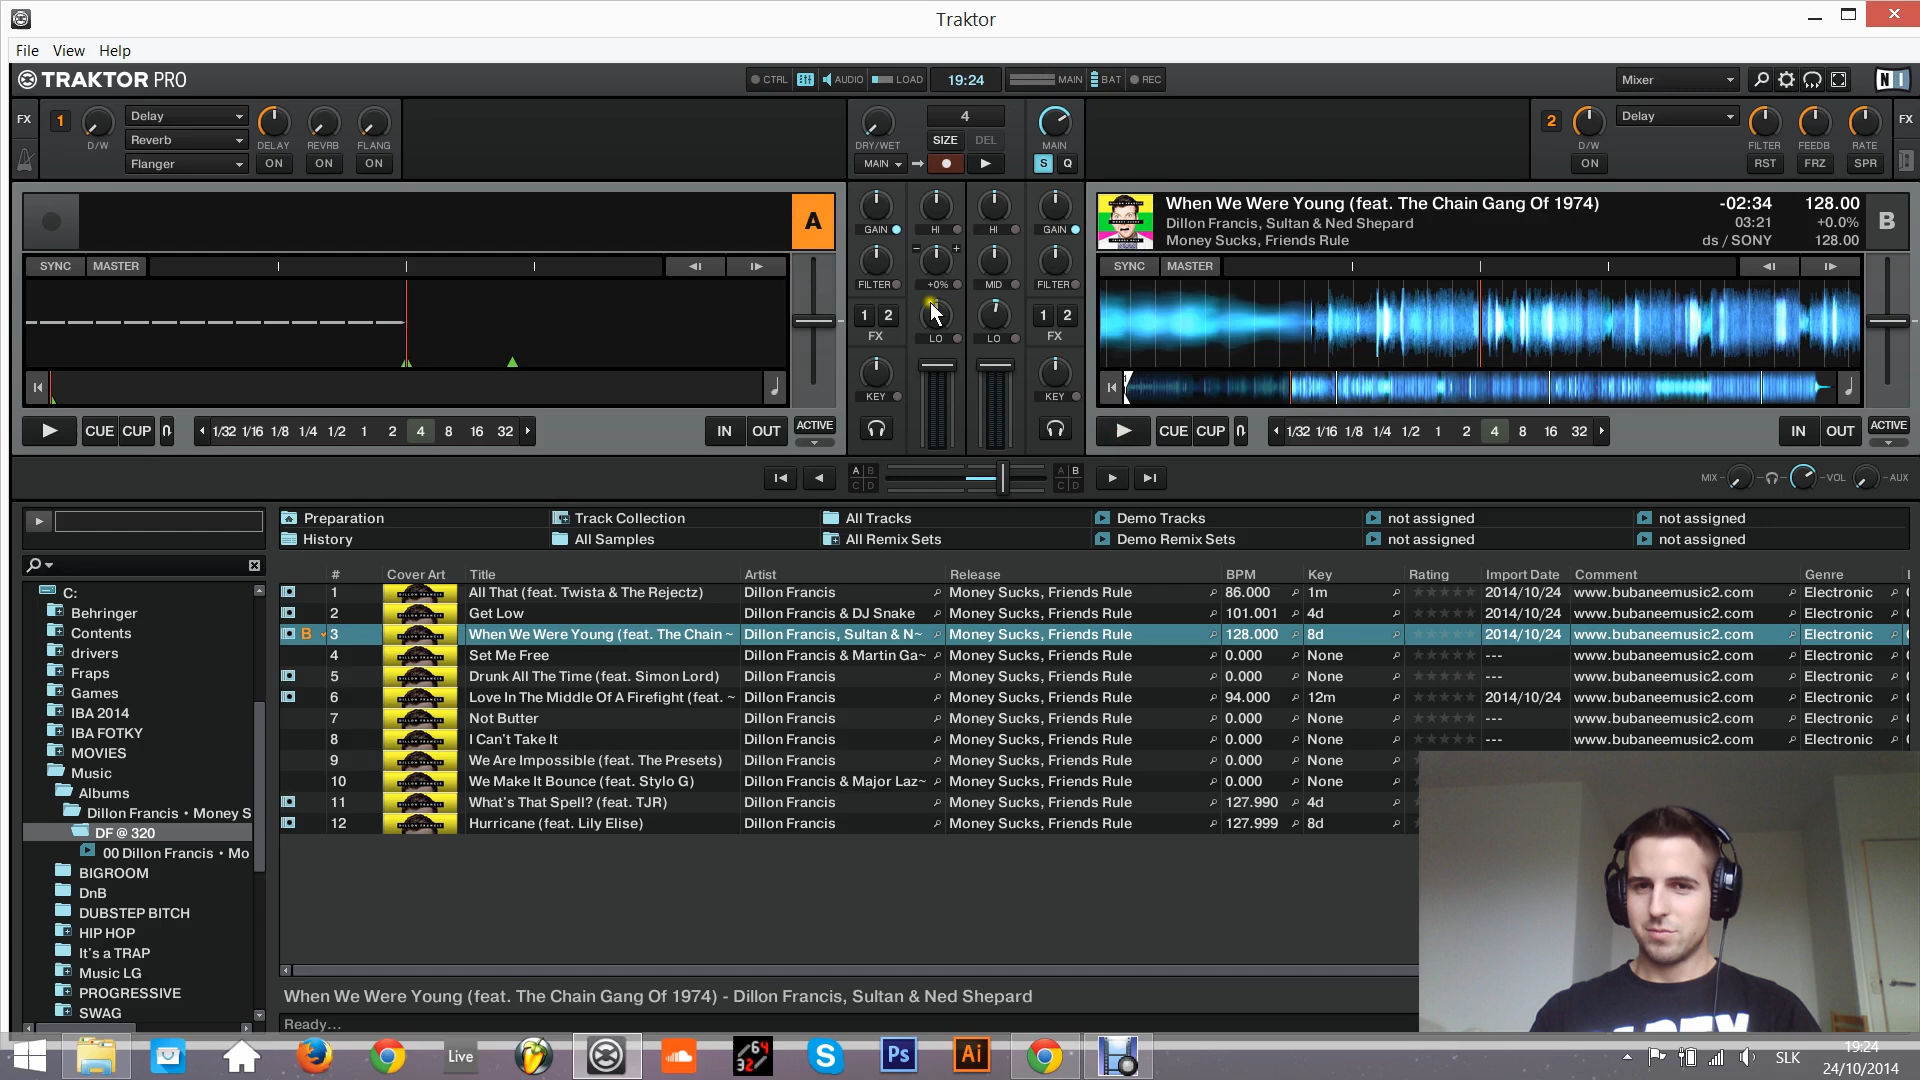 Traktor
File View Help
TRAKTOR PRO
CTRL AUDIO LOAD 19:24 MAIN BAT REC
Mixer
FX 1 D/W Delay Reverb Flanger
DELAY REVRB FLANG
ON ON ON
DRY/WET 4 SIZE DEL MAIN
MAIN S Q
2 D/W Delay FILTER FEEDB RATE FX
ON RST FRZ SPR
A
SYNC MASTER
GAIN HI HI GAIN
FILTER +0% MID FILTER
1 2 FX LO LO 1 2 FX
KEY KEY
When We Were Young (feat. The Chain Gang Of 1974) -02:34 128.00
Dillon Francis, Sultan & Ned Shepard 03:21 +0.0%
Money Sucks, Friends Rule ds / SONY 128.00
B
SYNC MASTER
CUE CUP 1/32 1/16 1/8 1/4 1/2 1 2 4 8 16 32 IN OUT ACTIVE
CUE CUP 1/32 1/16 1/8 1/4 1/2 1 2 4 8 16 32 IN OUT ACTIVE
A B C D A B C D
MIX VOL AUX
Preparation Track Collection All Tracks Demo Tracks not assigned not assigned
History All Samples All Remix Sets Demo Remix Sets not assigned not assigned
C:
Behringer
Contents
drivers
Fraps
Games
IBA 2014
IBA FOTKY
MOVIES
Music
Albums
Dillon Francis • Money S
DF @ 320
00 Dillon Francis • Mo
BIGROOM
DnB
DUBSTEP BITCH
HIP HOP
It's a TRAP
Music LG
PROGRESSIVE
SWAG
# Cover Art Title Artist Release BPM Key Rating Import Date Comment Genre
1 All That (feat. Twista & The Rejectz) Dillon Francis Money Sucks, Friends Rule 86.000 1m 2014/10/24 www.bubaneemusic2.com Electronic
2 Get Low Dillon Francis & DJ Snake Money Sucks, Friends Rule 101.001 4d 2014/10/24 www.bubaneemusic2.com Electronic
B 3 When We Were Young (feat. The Chain ~ Dillon Francis, Sultan & N~ Money Sucks, Friends Rule 128.000 8d 2014/10/24 www.bubaneemusic2.com Electronic
4 Set Me Free Dillon Francis & Martin Ga~ Money Sucks, Friends Rule 0.000 None --- www.bubaneemusic2.com Electronic
5 Drunk All The Time (feat. Simon Lord) Dillon Francis Money Sucks, Friends Rule 0.000 None --- www.bubaneemusic2.com Electronic
6 Love In The Middle Of A Firefight (feat. ~ Dillon Francis Money Sucks, Friends Rule 94.000 12m 2014/10/24 www.bubaneemusic2.com Electronic
7 Not Butter Dillon Francis Money Sucks, Friends Rule 0.000 None --- www.bubaneemusic2.com Electronic
8 I Can't Take It Dillon Francis Money Sucks, Friends Rule 0.000 None --- www.bubaneemusic2.com Electronic
9 We Are Impossible (feat. The Presets) Dillon Francis Money Sucks, Friends Rule 0.000 None
10 We Make It Bounce (feat. Stylo G) Dillon Francis & Major Laz~ Money Sucks, Friends Rule 0.000 None
11 What's That Spell? (feat. TJR) Dillon Francis Money Sucks, Friends Rule 127.990 4d
12 Hurricane (feat. Lily Elise) Dillon Francis Money Sucks, Friends Rule 127.999 8d
When We Were Young (feat. The Chain Gang Of 1974) - Dillon Francis, Sultan & Ned Shepard
Ready...
Live 64 32 S Ps Ai SLK 19:24
24/10/2014